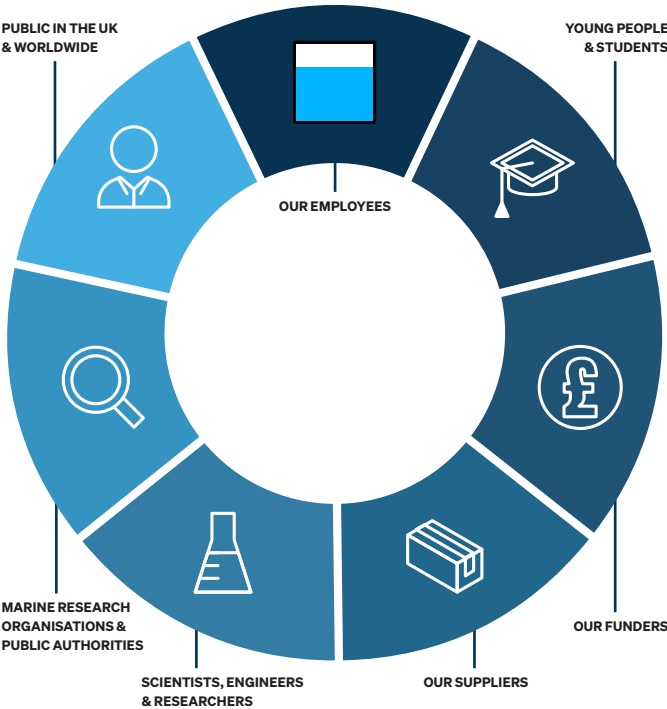 PUBLIC IN THE UK
& WORLDWIDE
YOUNG PEOPLE
& STUDENTS
OUR EMPLOYEES
£
MARINE RESEARCH
ORGANISATIONS &
PUBLIC AUTHORITIES
OUR FUNDERS
SCIENTISTS, ENGINEERS
& RESEARCHERS
OUR SUPPLIERS